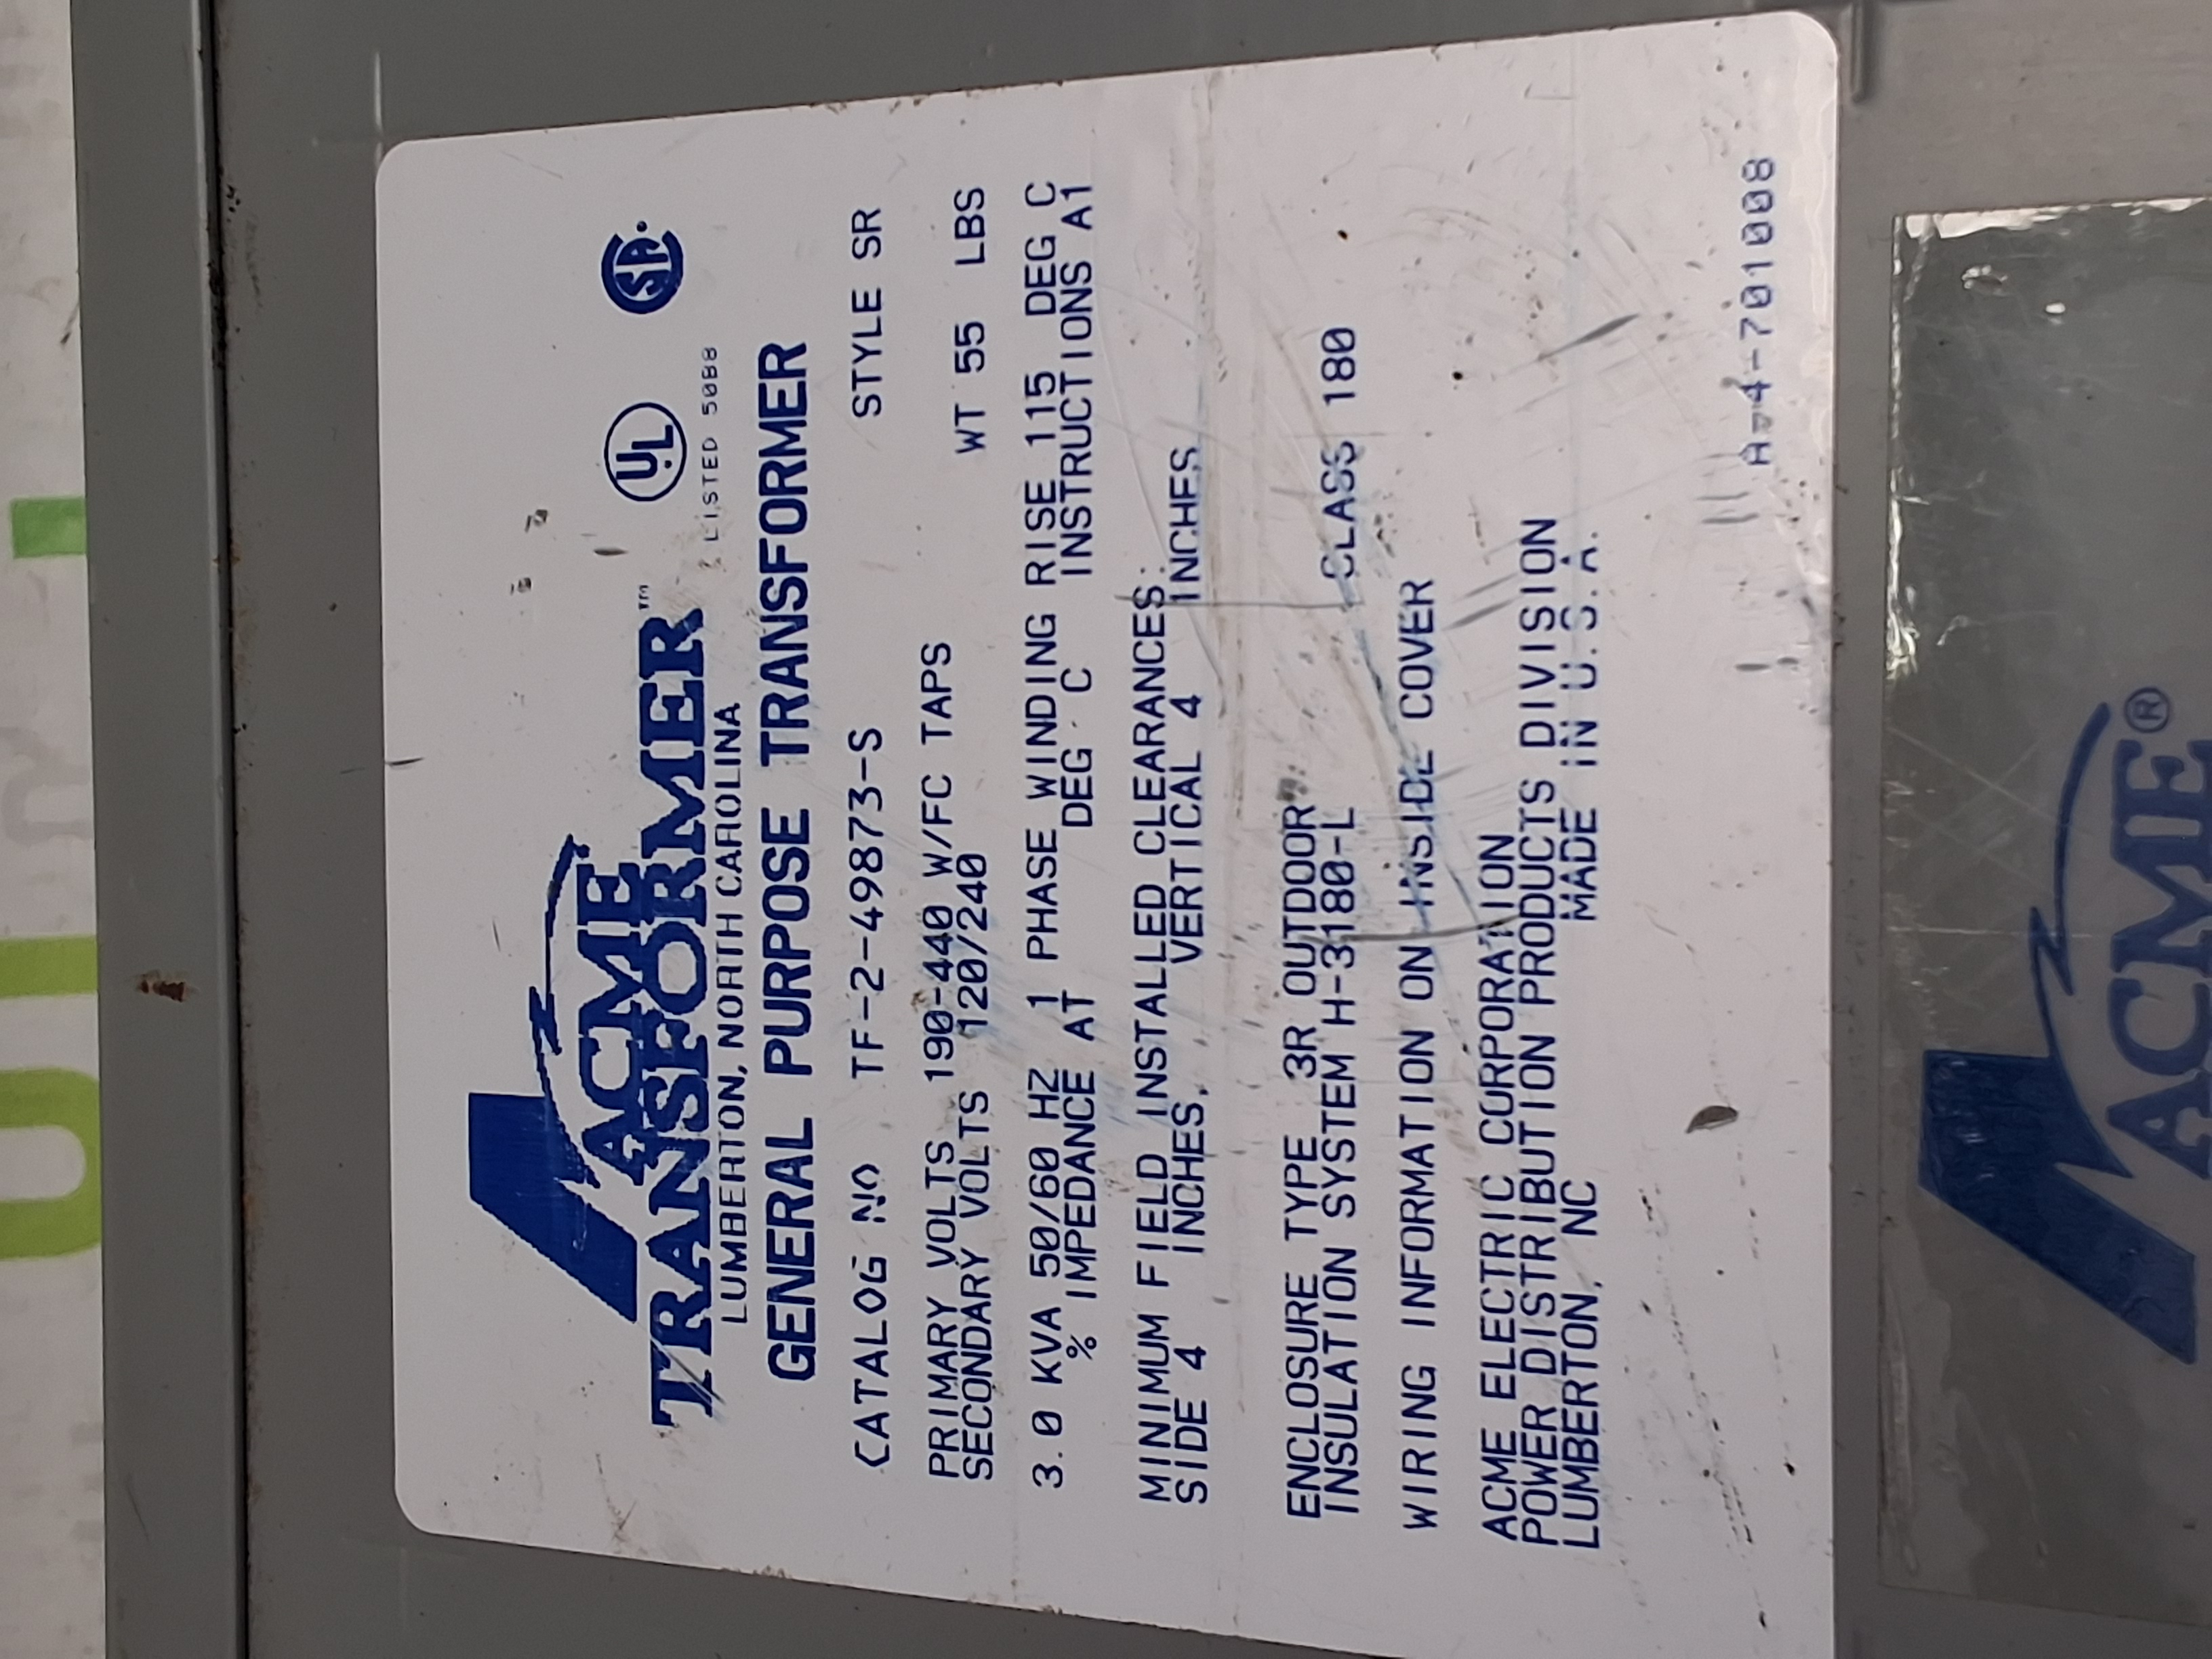 ACME
TRANSFORMER™
LUMBERTON, NORTH CAROLINA
UL
LISTED 50B8
SA
GENERAL PURPOSE TRANSFORMER
CATALOG NO TF-2-49873-S STYLE SR
PRIMARY VOLTS 190-440 W/FC TAPS
SECONDARY VOLTS 120/240 WT 55 LBS
3.0 KVA 50/60 HZ 1 PHASE WINDING RISE 115 DEG C
% IMPEDANCE AT DEG C INSTRUCTIONS A1
MINIMUM FIELD INSTALLED CLEARANCES:
SIDE 4 INCHES, VERTICAL 4 INCHES
ENCLOSURE TYPE 3R OUTDOOR
INSULATION SYSTEM H-3180-L CLASS 180
WIRING INFORMATION ON INSIDE COVER
ACME ELECTRIC CORPORATION
POWER DISTRIBUTION PRODUCTS DIVISION
LUMBERTON, NC MADE IN U.S.A.
A-4-701008
ACME®